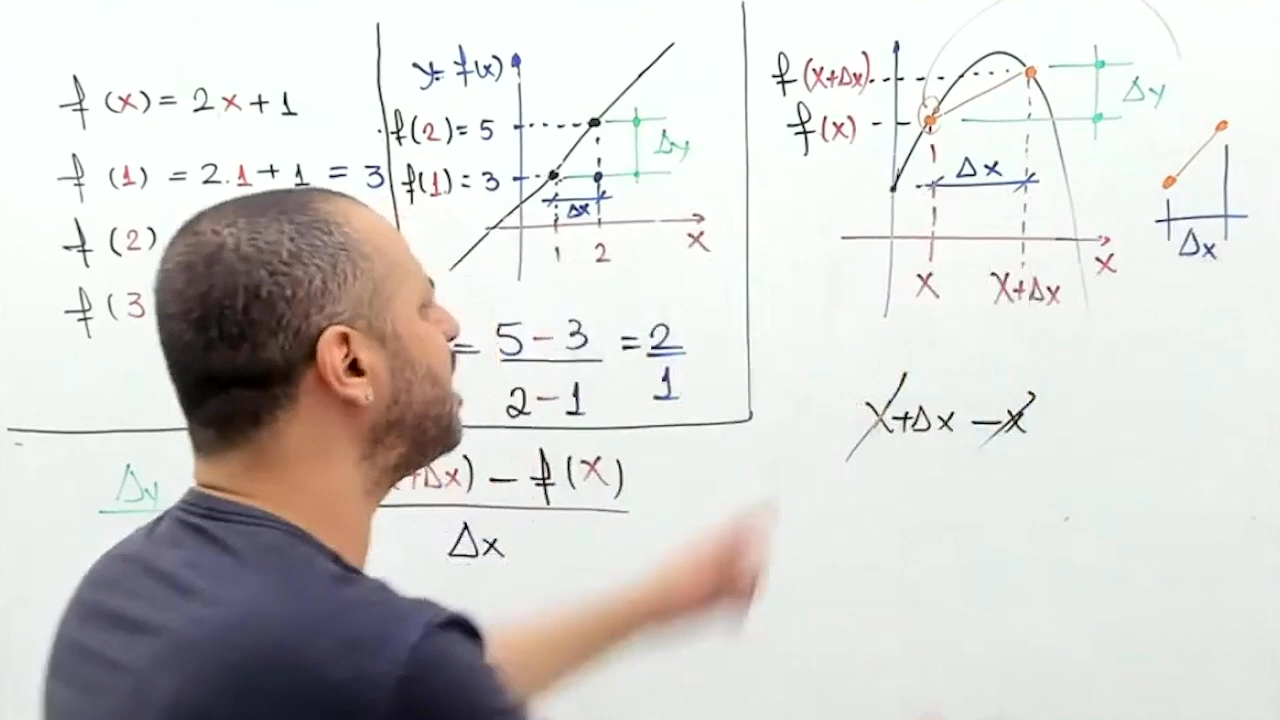 f(x) = 2x+1
f(1) = 2.1+1 = 3
f(2)
f(3
y= f(x)
f(2)= 5
f(1)= 3
Δy
Δx
1 2
x
= 5-3 = 2
2-1 1
Δy
+Δx) - f(x)
Δx
f(x+Δx)
f(x)
Δy
Δx
x
x+Δx
x
Δx
x+Δx -x